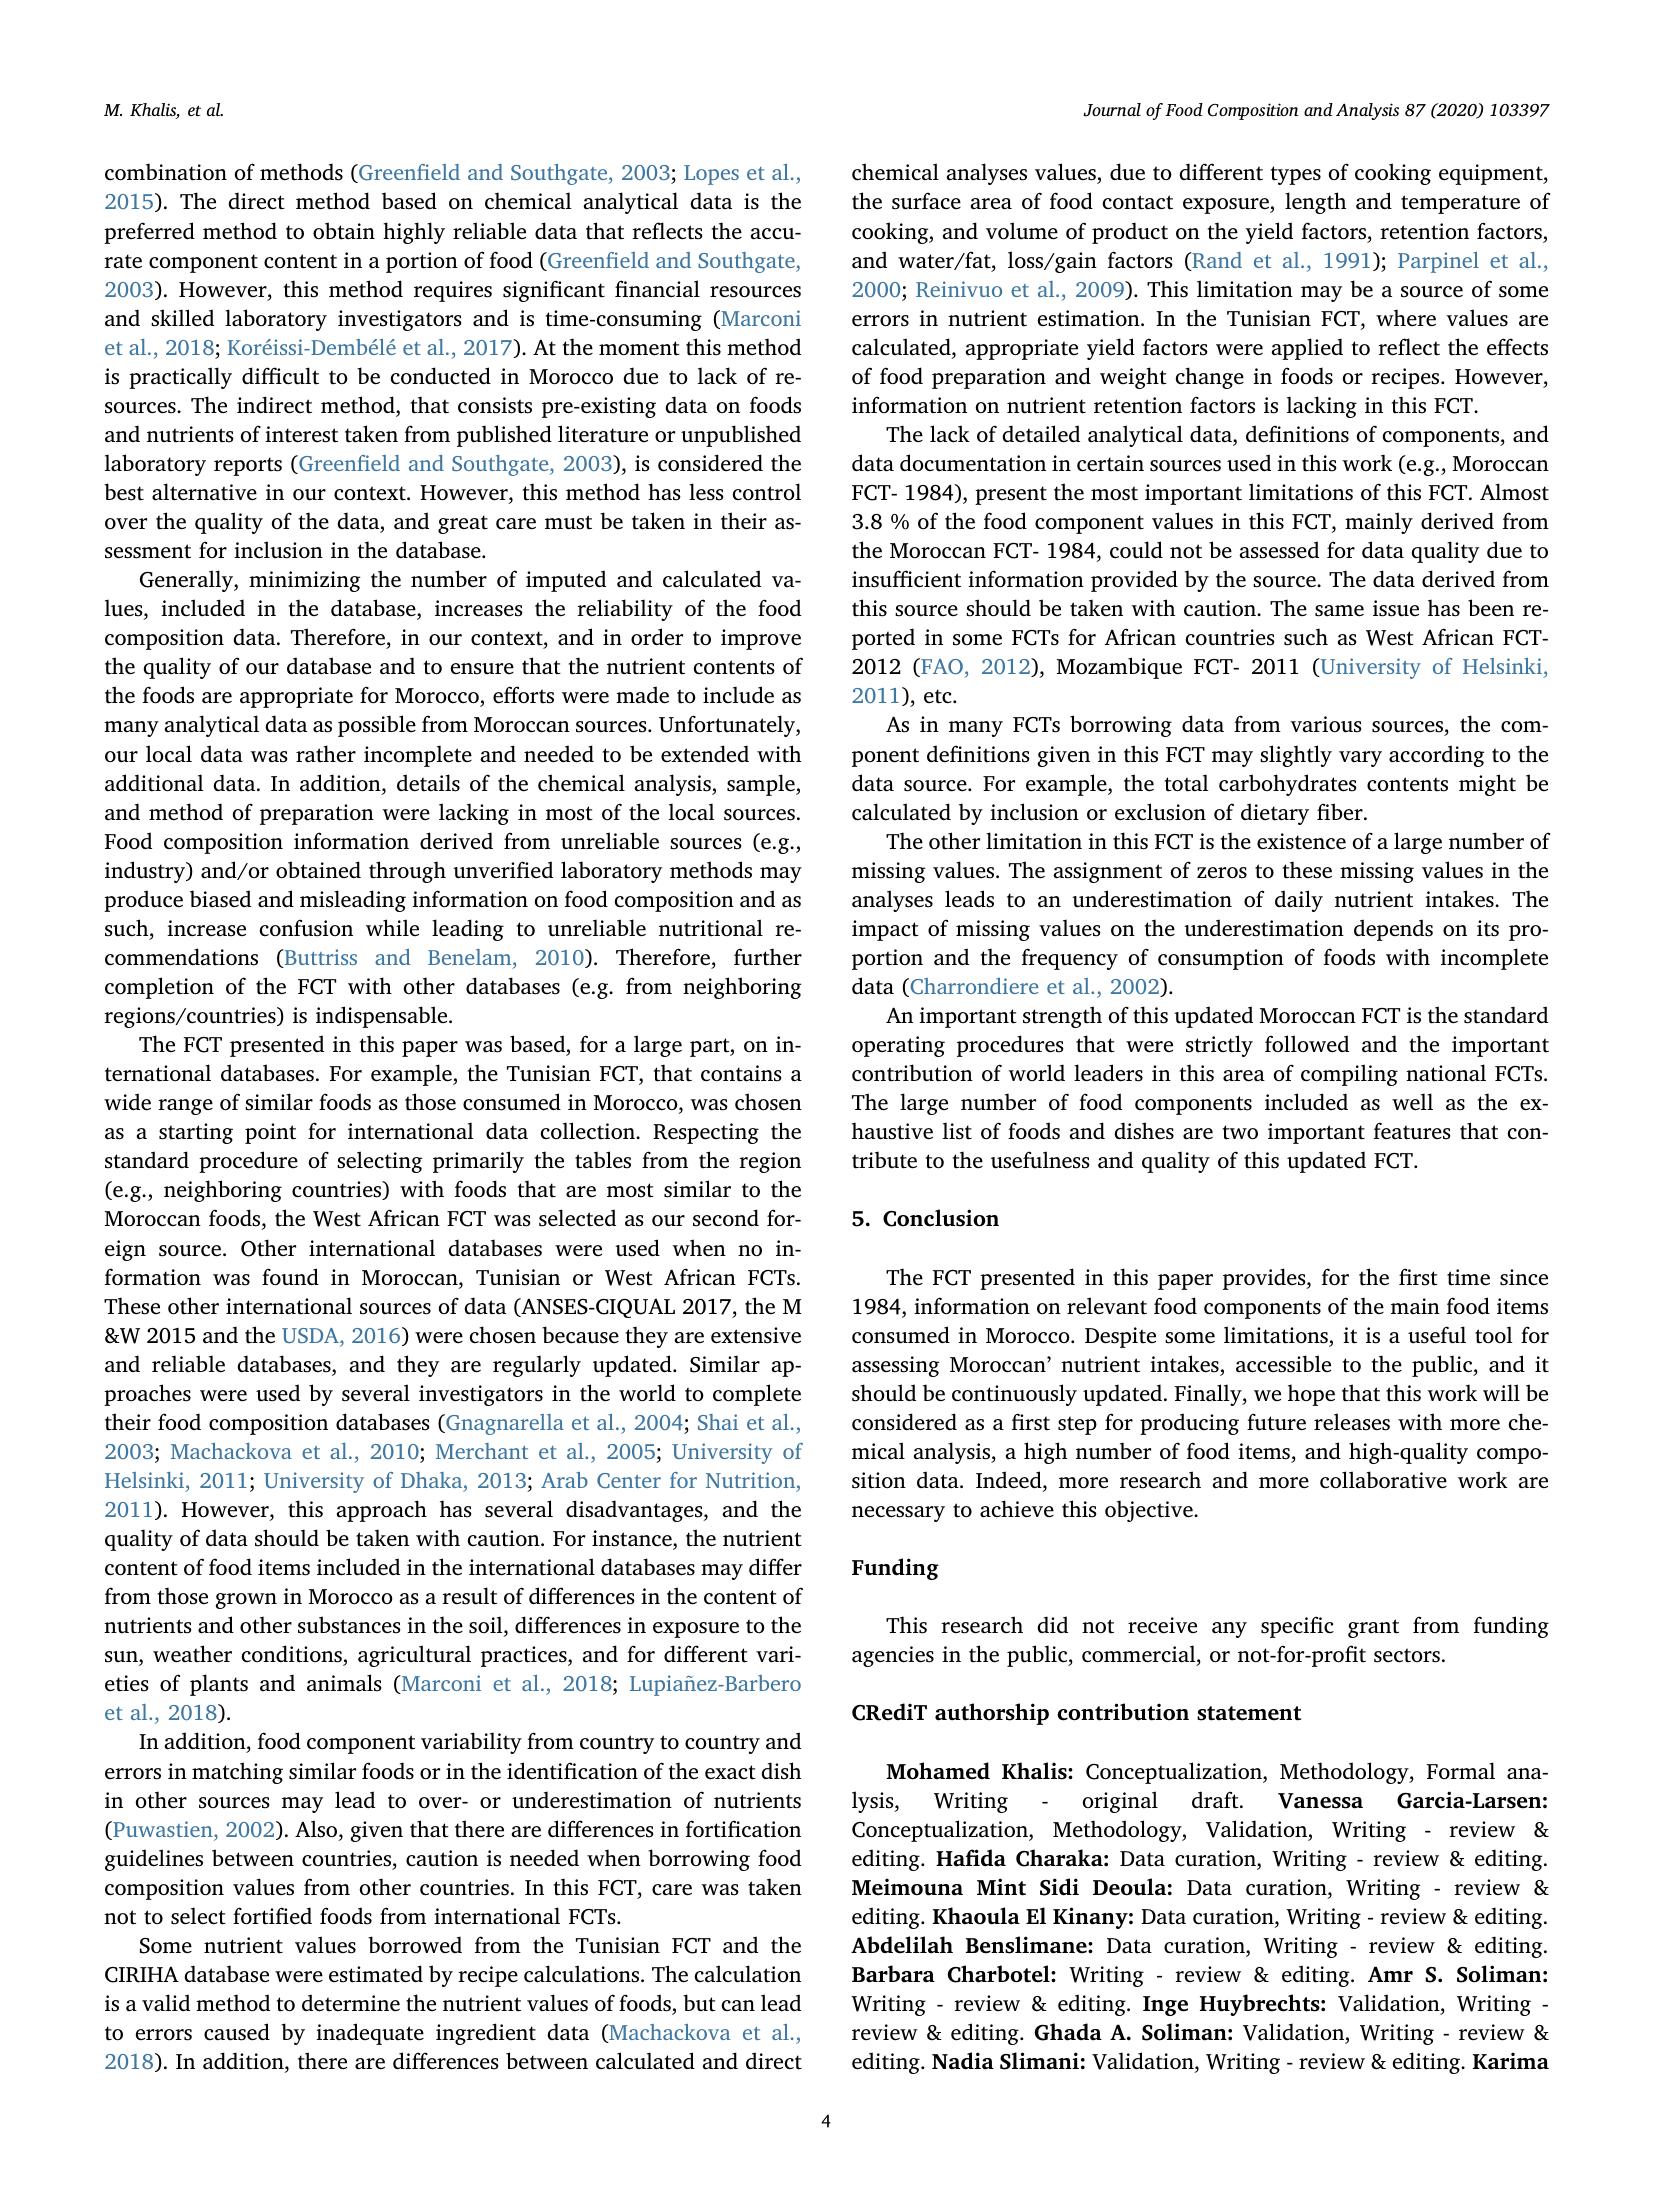 M. Khalis, et al.
Journal of Food Composition and Analysis 87 (2020) 103397
combination of methods (Greenfield and Southgate, 2003; Lopes et al.,
2015). The direct method based on chemical analytical data is the
preferred method to obtain highly reliable data that reflects the accu-
rate component content in a portion of food (Greenfield and Southgate,
2003). However, this method requires significant financial resources
and skilled laboratory investigators and is time-consuming (Marconi
et al., 2018; Koréissi-Dembélé et al., 2017). At the moment this method
is practically difficult to be conducted in Morocco due to lack of re-
sources. The indirect method, that consists pre-existing data on foods
and nutrients of interest taken from published literature or unpublished
laboratory reports (Greenfield and Southgate, 2003), is considered the
best alternative in our context. However, this method has less control
over the quality of the data, and great care must be taken in their as-
sessment for inclusion in the database.
Generally, minimizing the number of imputed and calculated va-
lues, included in the database, increases the reliability of the food
composition data. Therefore, in our context, and in order to improve
the quality of our database and to ensure that the nutrient contents of
the foods are appropriate for Morocco, efforts were made to include as
many analytical data as possible from Moroccan sources. Unfortunately,
our local data was rather incomplete and needed to be extended with
additional data. In addition, details of the chemical analysis, sample,
and method of preparation were lacking in most of the local sources.
Food composition information derived from unreliable sources (e.g.,
industry) and/or obtained through unverified laboratory methods may
produce biased and misleading information on food composition and as
such, increase confusion while leading to unreliable nutritional re-
commendations (Buttriss and Benelam, 2010). Therefore, further
completion of the FCT with other databases (e.g. from neighboring
regions/countries) is indispensable.
The FCT presented in this paper was based, for a large part, on in-
ternational databases. For example, the Tunisian FCT, that contains a
wide range of similar foods as those consumed in Morocco, was chosen
as a starting point for international data collection. Respecting the
standard procedure of selecting primarily the tables from the region
(e.g., neighboring countries) with foods that are most similar to the
Moroccan foods, the West African FCT was selected as our second for-
eign source. Other international databases were used when no in-
formation was found in Moroccan, Tunisian or West African FCTs.
These other international sources of data (ANSES-CIQUAL 2017, the M
&W 2015 and the USDA, 2016) were chosen because they are extensive
and reliable databases, and they are regularly updated. Similar ap-
proaches were used by several investigators in the world to complete
their food composition databases (Gnagnarella et al., 2004; Shai et al.,
2003; Machackova et al., 2010; Merchant et al., 2005; University of
Helsinki, 2011; University of Dhaka, 2013; Arab Center for Nutrition,
2011). However, this approach has several disadvantages, and the
quality of data should be taken with caution. For instance, the nutrient
content of food items included in the international databases may differ
from those grown in Morocco as a result of differences in the content of
nutrients and other substances in the soil, differences in exposure to the
sun, weather conditions, agricultural practices, and for different vari-
eties of plants and animals (Marconi et al., 2018; Lupiañez-Barbero
et al., 2018).
In addition, food component variability from country to country and
errors in matching similar foods or in the identification of the exact dish
in other sources may lead to over- or underestimation of nutrients
(Puwastien, 2002). Also, given that there are differences in fortification
guidelines between countries, caution is needed when borrowing food
composition values from other countries. In this FCT, care was taken
not to select fortified foods from international FCTs.
Some nutrient values borrowed from the Tunisian FCT and the
CIRIHA database were estimated by recipe calculations. The calculation
is a valid method to determine the nutrient values of foods, but can lead
to errors caused by inadequate ingredient data (Machackova et al.,
2018). In addition, there are differences between calculated and direct
chemical analyses values, due to different types of cooking equipment,
the surface area of food contact exposure, length and temperature of
cooking, and volume of product on the yield factors, retention factors,
and water/fat, loss/gain factors (Rand et al., 1991); Parpinel et al.,
2000; Reinivuo et al., 2009). This limitation may be a source of some
errors in nutrient estimation. In the Tunisian FCT, where values are
calculated, appropriate yield factors were applied to reflect the effects
of food preparation and weight change in foods or recipes. However,
information on nutrient retention factors is lacking in this FCT.
The lack of detailed analytical data, definitions of components, and
data documentation in certain sources used in this work (e.g., Moroccan
FCT- 1984), present the most important limitations of this FCT. Almost
3.8 % of the food component values in this FCT, mainly derived from
the Moroccan FCT- 1984, could not be assessed for data quality due to
insufficient information provided by the source. The data derived from
this source should be taken with caution. The same issue has been re-
ported in some FCTs for African countries such as West African FCT-
2012 (FAO, 2012), Mozambique FCT- 2011 (University of Helsinki,
2011), etc.
As in many FCTs borrowing data from various sources, the com-
ponent definitions given in this FCT may slightly vary according to the
data source. For example, the total carbohydrates contents might be
calculated by inclusion or exclusion of dietary fiber.
The other limitation in this FCT is the existence of a large number of
missing values. The assignment of zeros to these missing values in the
analyses leads to an underestimation of daily nutrient intakes. The
impact of missing values on the underestimation depends on its pro-
portion and the frequency of consumption of foods with incomplete
data (Charrondiere et al., 2002).
An important strength of this updated Moroccan FCT is the standard
operating procedures that were strictly followed and the important
contribution of world leaders in this area of compiling national FCTs.
The large number of food components included as well as the ex-
haustive list of foods and dishes are two important features that con-
tribute to the usefulness and quality of this updated FCT.
5. Conclusion
The FCT presented in this paper provides, for the first time since
1984, information on relevant food components of the main food items
consumed in Morocco. Despite some limitations, it is a useful tool for
assessing Moroccan’ nutrient intakes, accessible to the public, and it
should be continuously updated. Finally, we hope that this work will be
considered as a first step for producing future releases with more che-
mical analysis, a high number of food items, and high-quality compo-
sition data. Indeed, more research and more collaborative work are
necessary to achieve this objective.
Funding
This research did not receive any specific grant from funding
agencies in the public, commercial, or not-for-profit sectors.
CRediT authorship contribution statement
Mohamed Khalis: Conceptualization, Methodology, Formal ana-
lysis, Writing - original draft. Vanessa Garcia-Larsen:
Conceptualization, Methodology, Validation, Writing - review &
editing. Hafida Charaka: Data curation, Writing - review & editing.
Meimouna Mint Sidi Deoula: Data curation, Writing - review &
editing. Khaoula El Kinany: Data curation, Writing - review & editing.
Abdelilah Benslimane: Data curation, Writing - review & editing.
Barbara Charbotel: Writing - review & editing. Amr S. Soliman:
Writing - review & editing. Inge Huybrechts: Validation, Writing -
review & editing. Ghada A. Soliman: Validation, Writing - review &
editing. Nadia Slimani: Validation, Writing - review & editing. Karima
4